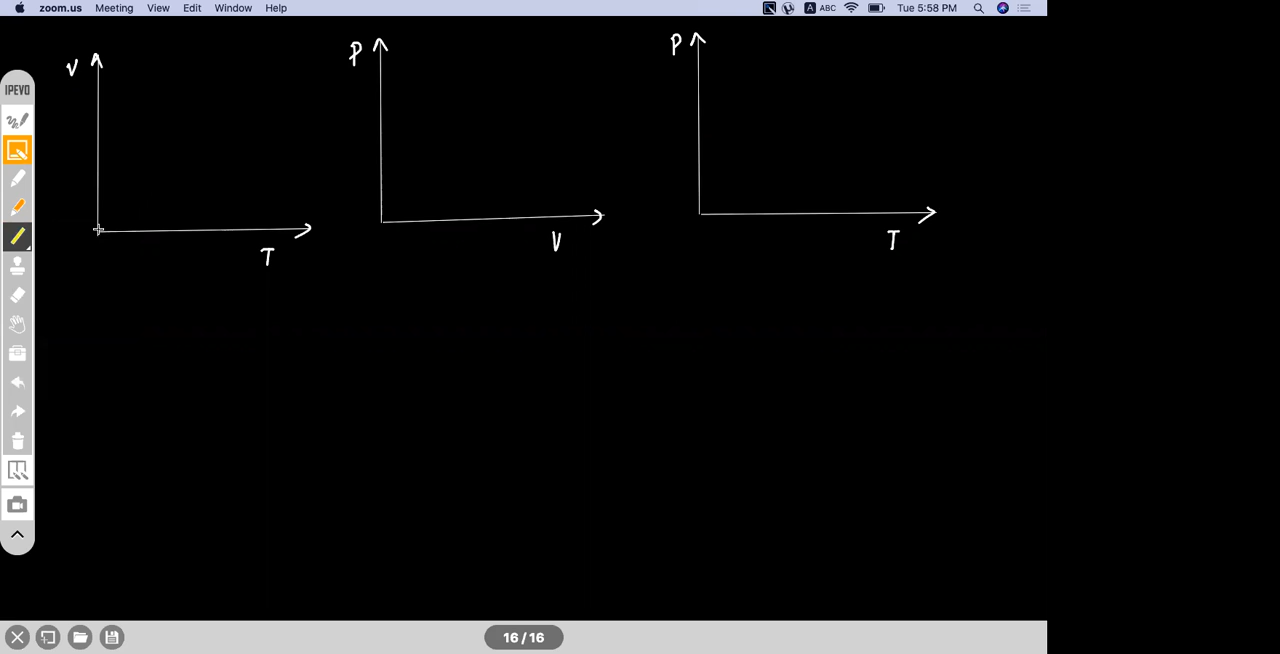 zoom.us Meeting View Edit Window Help A ABC Tue 5:58 PM
IPEVO
V
T
P
V
P
T
16/16